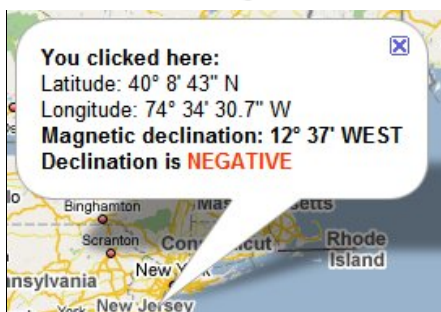 You clicked here:
Latitude: 40° 8' 43" N
Longitude: 74° 34' 30.7" W
Magnetic declination: 12° 37' WEST
Declination is NEGATIVE
Binghamton
Scranton
Rhode
Island
New
New Jersey
York